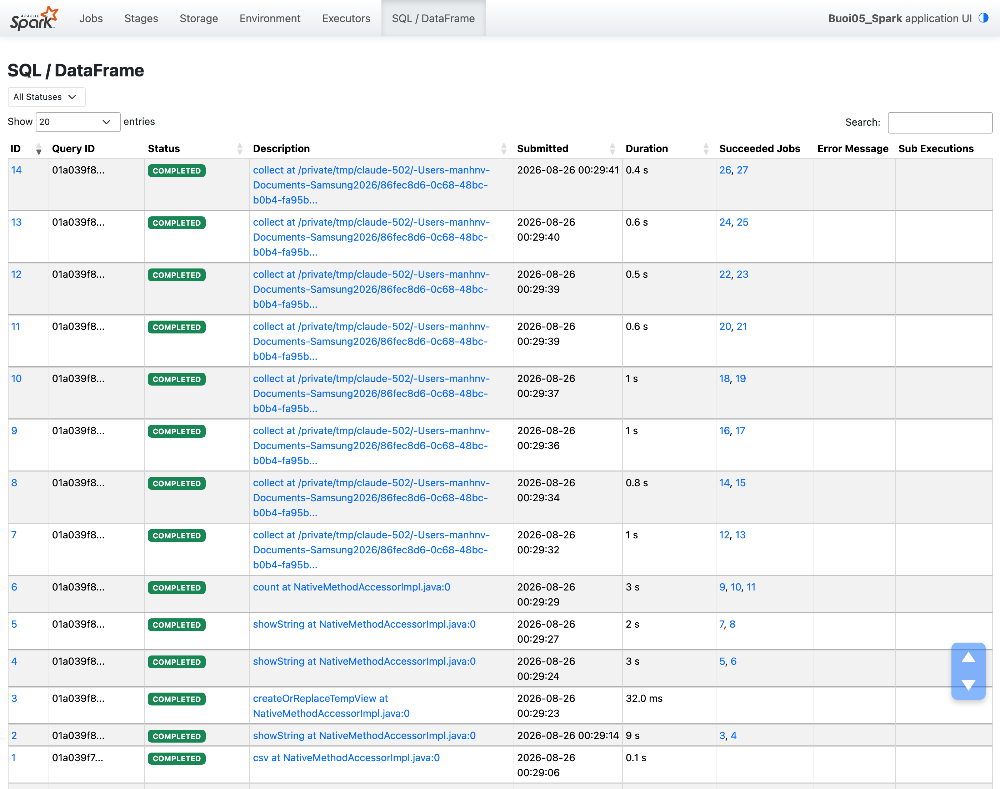 APACHE
Spark
Jobs
Stages
Storage
Environment
Executors
SQL / DataFrame
Buoi05_Spark application UI
SQL / DataFrame
All Statuses
Show 20 entries
Search:
ID Query ID Status Description Submitted Duration Succeeded Jobs Error Message Sub Executions
14 01a039f8... COMPLETED collect at /private/tmp/claude-502/-Users-manhnv- 2026-08-26 00:29:41 0.4 s 26, 27
Documents-Samsung2026/86fec8d6-0c68-48bc-
b0b4-fa95b...
13 01a039f8... COMPLETED collect at /private/tmp/claude-502/-Users-manhnv- 2026-08-26 0.6 s 24, 25
Documents-Samsung2026/86fec8d6-0c68-48bc- 00:29:40
b0b4-fa95b...
12 01a039f8... COMPLETED collect at /private/tmp/claude-502/-Users-manhnv- 2026-08-26 0.5 s 22, 23
Documents-Samsung2026/86fec8d6-0c68-48bc- 00:29:39
b0b4-fa95b...
11 01a039f8... COMPLETED collect at /private/tmp/claude-502/-Users-manhnv- 2026-08-26 0.6 s 20, 21
Documents-Samsung2026/86fec8d6-0c68-48bc- 00:29:39
b0b4-fa95b...
10 01a039f8... COMPLETED collect at /private/tmp/claude-502/-Users-manhnv- 2026-08-26 1 s 18, 19
Documents-Samsung2026/86fec8d6-0c68-48bc- 00:29:37
b0b4-fa95b...
9 01a039f8... COMPLETED collect at /private/tmp/claude-502/-Users-manhnv- 2026-08-26 1 s 16, 17
Documents-Samsung2026/86fec8d6-0c68-48bc- 00:29:36
b0b4-fa95b...
8 01a039f8... COMPLETED collect at /private/tmp/claude-502/-Users-manhnv- 2026-08-26 0.8 s 14, 15
Documents-Samsung2026/86fec8d6-0c68-48bc- 00:29:34
b0b4-fa95b...
7 01a039f8... COMPLETED collect at /private/tmp/claude-502/-Users-manhnv- 2026-08-26 1 s 12, 13
Documents-Samsung2026/86fec8d6-0c68-48bc- 00:29:32
b0b4-fa95b...
6 01a039f8... COMPLETED count at NativeMethodAccessorImpl.java:0 2026-08-26 3 s 9, 10, 11
00:29:29
5 01a039f8... COMPLETED showString at NativeMethodAccessorImpl.java:0 2026-08-26 2 s 7, 8
00:29:27
4 01a039f8... COMPLETED showString at NativeMethodAccessorImpl.java:0 2026-08-26 3 s 5, 6
00:29:24
3 01a039f8... COMPLETED createOrReplaceTempView at 2026-08-26 32.0 ms
NativeMethodAccessorImpl.java:0 00:29:23
2 01a039f8... COMPLETED showString at NativeMethodAccessorImpl.java:0 2026-08-26 00:29:14 9 s 3, 4
1 01a039f7... COMPLETED csv at NativeMethodAccessorImpl.java:0 2026-08-26 0.1 s
00:29:06